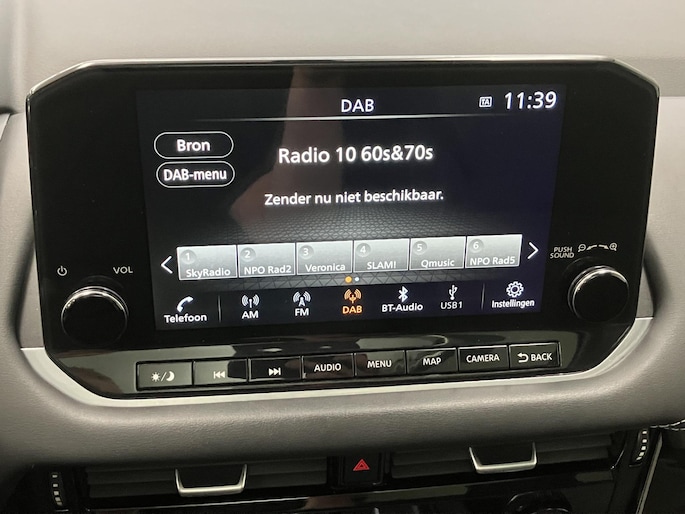 DAB
TA 11:39
Bron
DAB-menu
Radio 10 60s&70s
Zender nu niet beschikbaar.
1 2 3 4 5 6
SkyRadio NPO Rad2 Veronica SLAM! Qmusic NPO Rad5
Telefoon AM FM DAB BT-Audio USB1 Instellingen
VOL
PUSH
SOUND
AUDIO MENU MAP CAMERA BACK